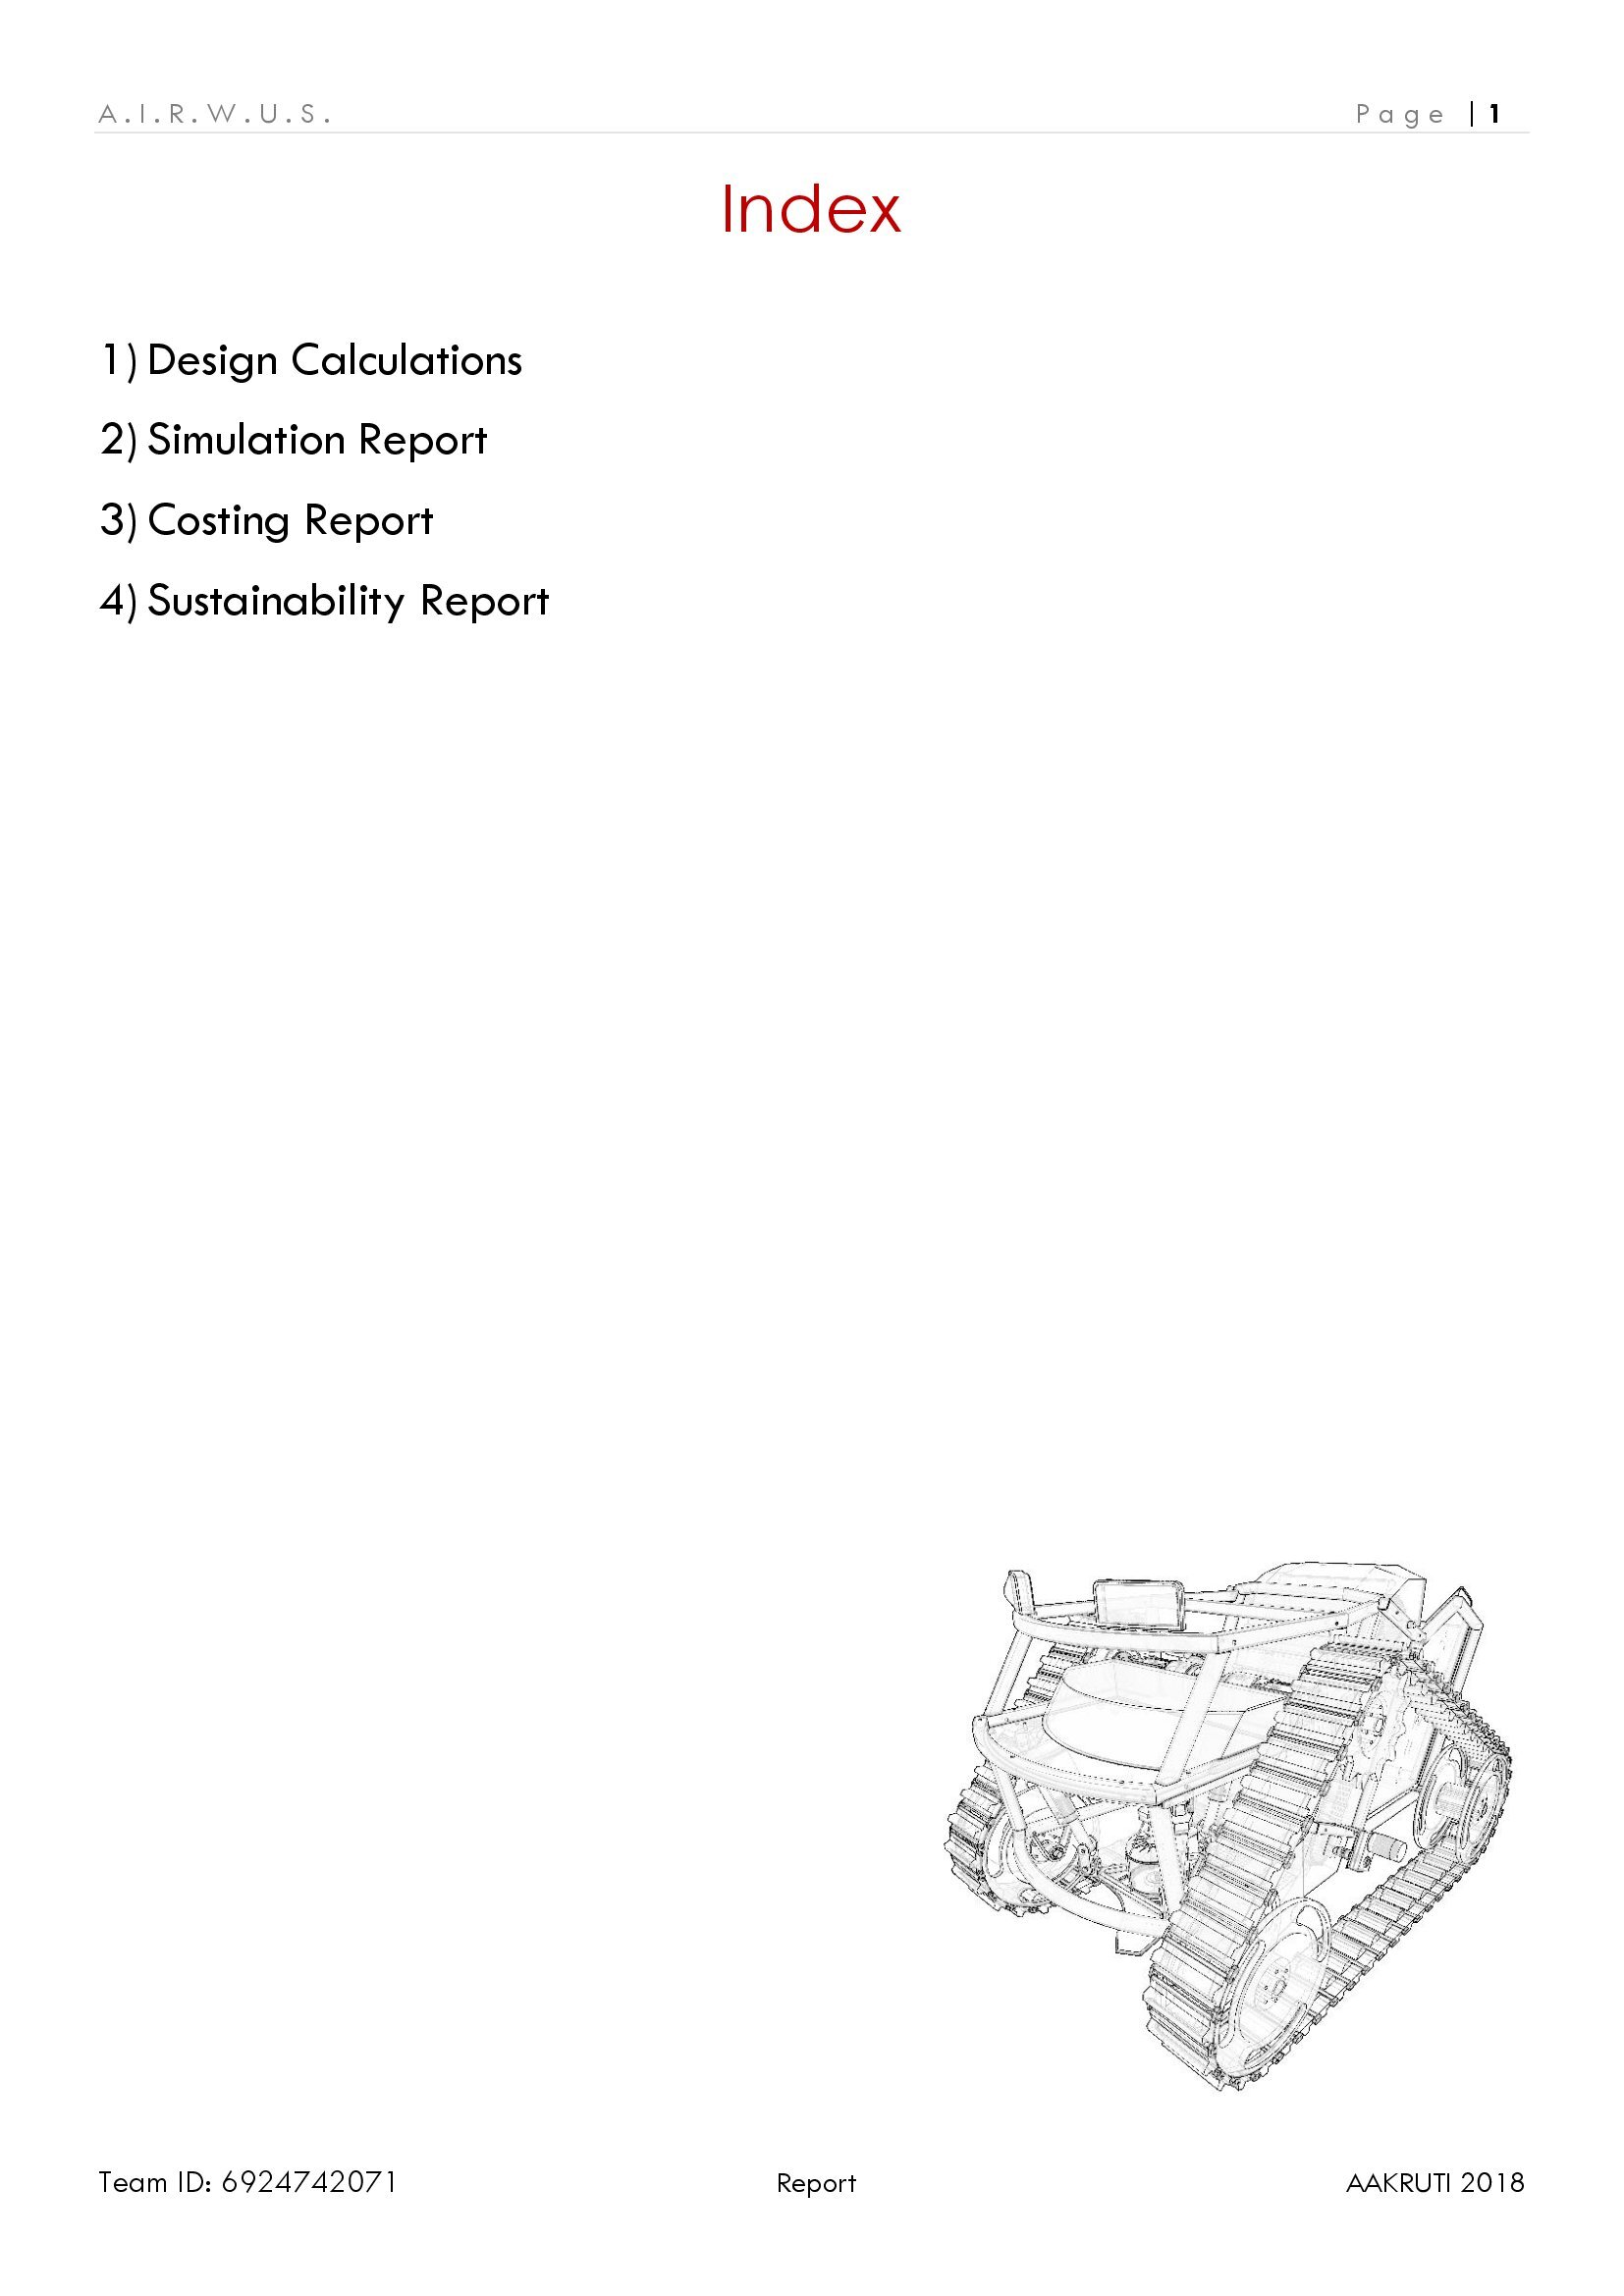 A.I.R.W.U.S. Page | 1
Index
1) Design Calculations
2) Simulation Report
3) Costing Report
4) Sustainability Report
Team ID: 6924742071 Report AAKRUTI 2018